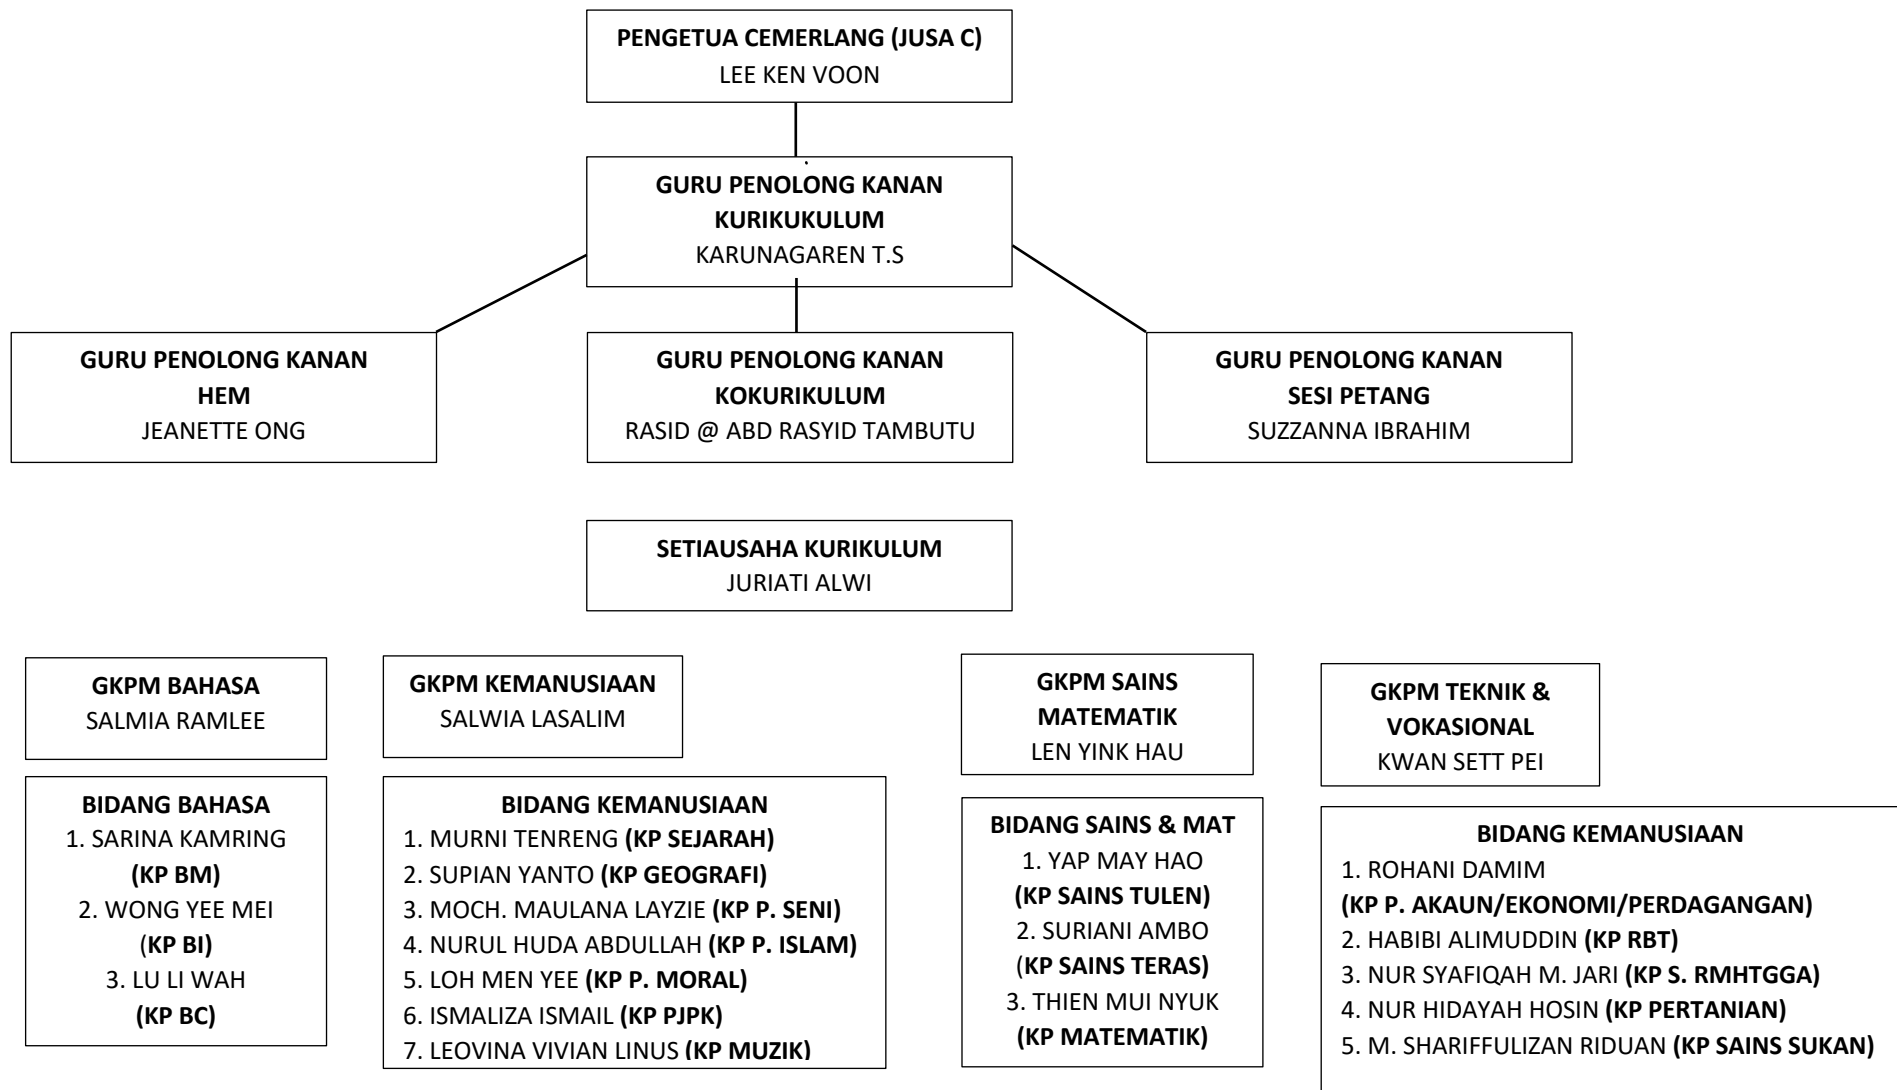 PENGETUA CEMERLANG (JUSA C)
LEE KEN VOON
GURU PENOLONG KANAN
KURIKUKULUM
KARUNAGAREN T.S
GURU PENOLONG KANAN
HEM
JEANETTE ONG
GURU PENOLONG KANAN
KOKURIKULUM
RASID @ ABD RASYID TAMBUTU
GURU PENOLONG KANAN
SESI PETANG
SUZZANNA IBRAHIM
SETIAUSAHA KURIKULUM
JURIATI ALWI
GKPM BAHASA
SALMIA RAMLEE
GKPM KEMANUSIAAN
SALWIA LASALIM
GKPM SAINS
MATEMATIK
LEN YINK HAU
GKPM TEKNIK &
VOKASIONAL
KWAN SETT PEI
BIDANG BAHASA
1. SARINA KAMRING
(KP BM)
2. WONG YEE MEI
(KP BI)
3. LU LI WAH
(KP BC)
BIDANG KEMANUSIAAN
1. MURNI TENRENG (KP SEJARAH)
2. SUPIAN YANTO (KP GEOGRAFI)
3. MOCH. MAULANA LAYZIE (KP P. SENI)
4. NURUL HUDA ABDULLAH (KP P. ISLAM)
5. LOH MEN YEE (KP P. MORAL)
6. ISMALIZA ISMAIL (KP PJPK)
7. LEOVINA VIVIAN LINUS (KP MUZIK)
BIDANG SAINS & MAT
1. YAP MAY HAO
(KP SAINS TULEN)
2. SURIANI AMBO
(KP SAINS TERAS)
3. THIEN MUI NYUK
(KP MATEMATIK)
BIDANG KEMANUSIAAN
1. ROHANI DAMIM
(KP P. AKAUN/EKONOMI/PERDAGANGAN)
2. HABIBI ALIMUDDIN (KP RBT)
3. NUR SYAFIQAH M. JARI (KP S. RMHTGGA)
4. NUR HIDAYAH HOSIN (KP PERTANIAN)
5. M. SHARIFFULIZAN RIDUAN (KP SAINS SUKAN)